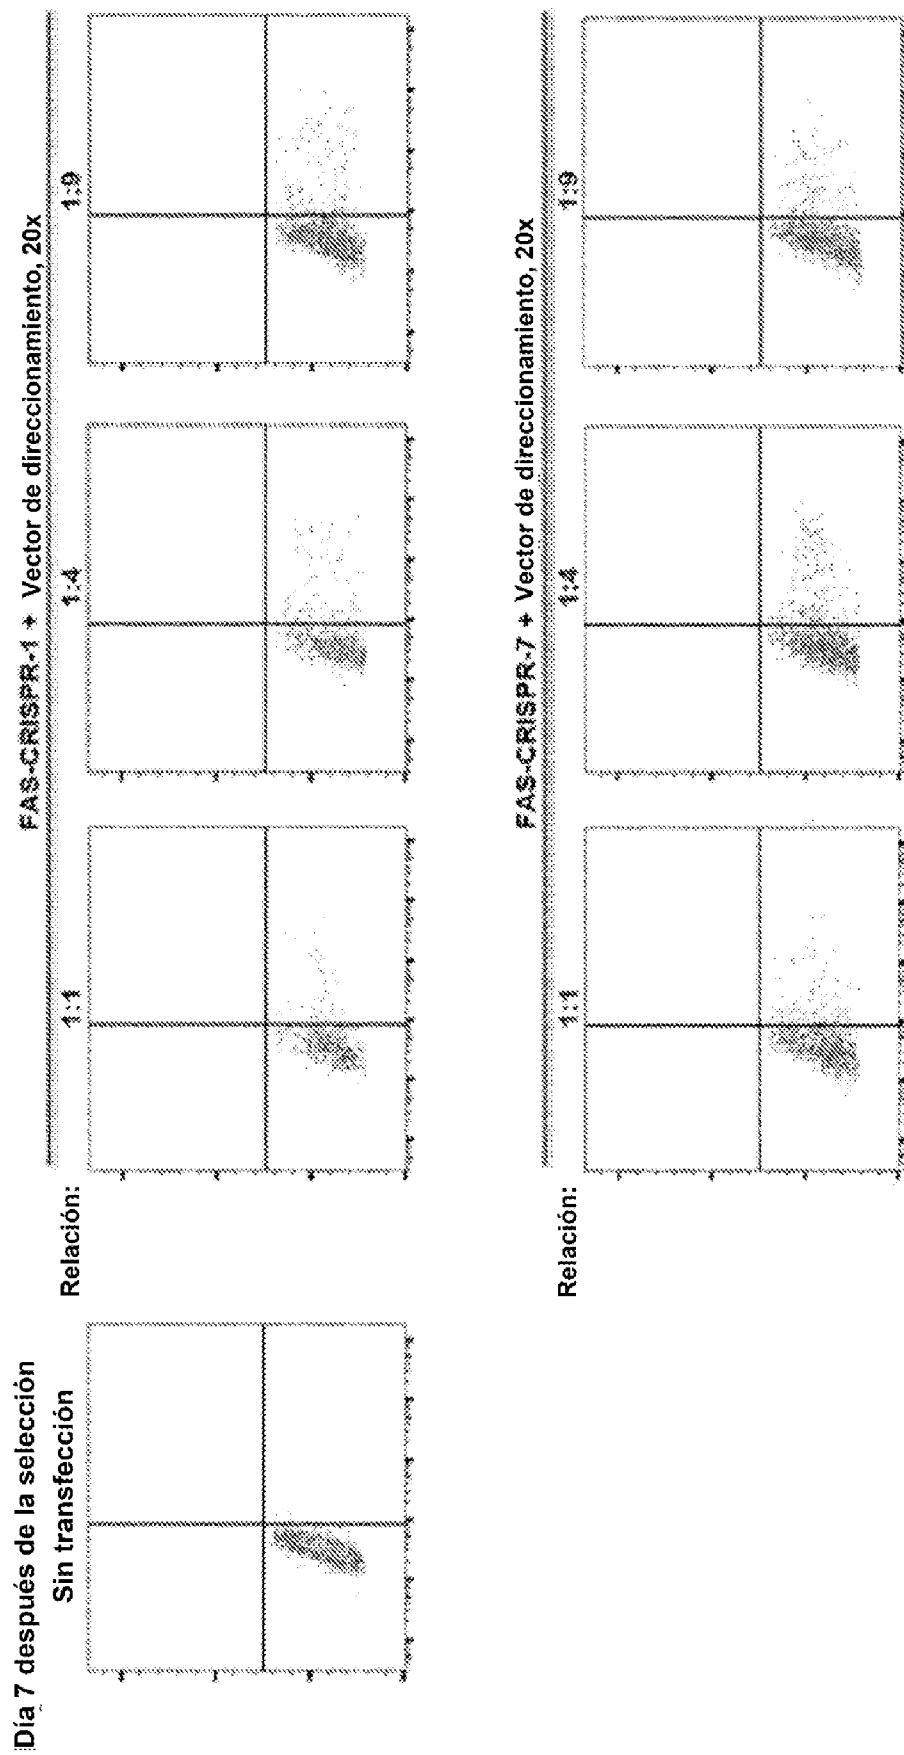 Día 7 después de la selección
Sin transfección
FAS-CRISPR-1 + Vector de direccionamiento, 20x
Relación:
1:1
1:4
1:9
FAS-CRISPR-7 + Vector de direccionamiento, 20x
Relación:
1:1
1:4
1:9